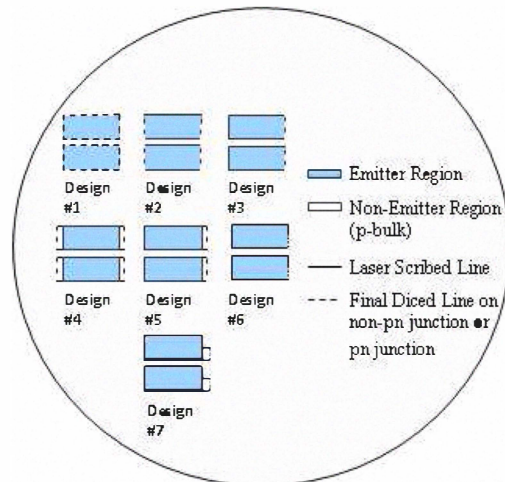 Design
#1
Design
#2
Design
#3
Design
#4
Design
#5
Design
#6
Design
#7
Emitter Region
Non-Emitter Region
(p-bulk)
Laser Scribed Line
Final Diced Line on
non-pn junction or
pn junction